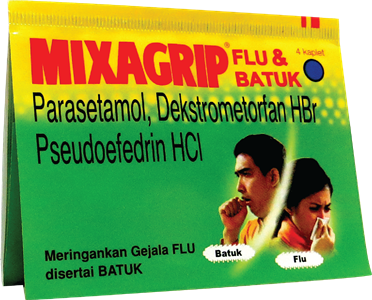 MIXAGRIP® FLU &
BATUK
4 kaplet
Parasetamol, Dekstrometorfan HBr
Pseudoefedrin HCl
Batuk
Flu
Meringankan Gejala FLU
disertai BATUK